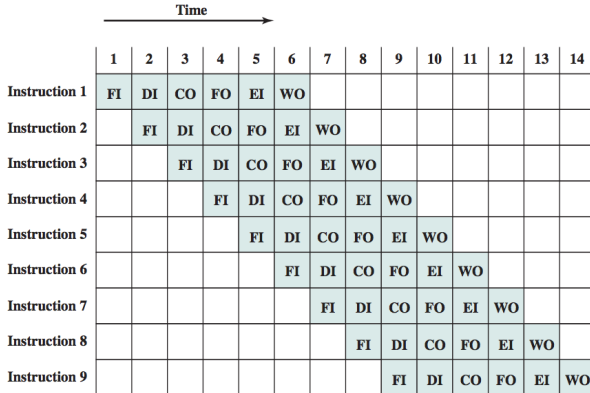 Time
1 2 3 4 5 6 7 8 9 10 11 12 13 14
Instruction 1 FI DI CO FO EI WO
Instruction 2 FI DI CO FO EI WO
Instruction 3 FI DI CO FO EI WO
Instruction 4 FI DI CO FO EI WO
Instruction 5 FI DI CO FO EI WO
Instruction 6 FI DI CO FO EI WO
Instruction 7 FI DI CO FO EI WO
Instruction 8 FI DI CO FO EI WO
Instruction 9 FI DI CO FO EI WO